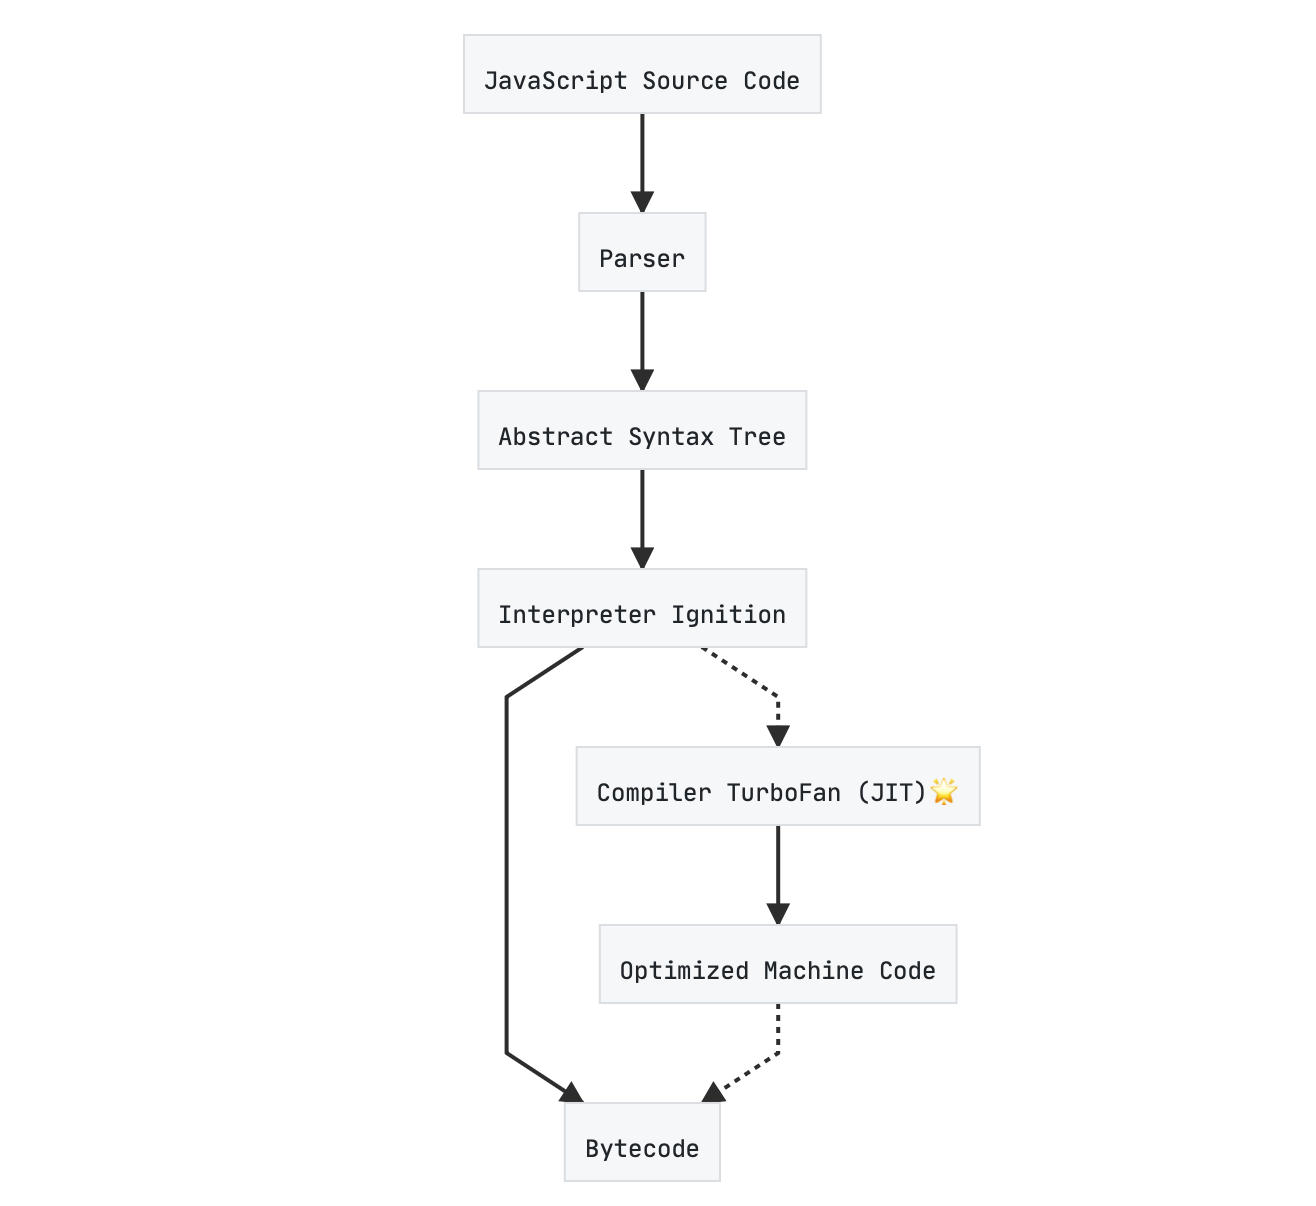 JavaScript Source Code
Parser
Abstract Syntax Tree
Interpreter Ignition
Compiler TurboFan (JIT)🌟
Optimized Machine Code
Bytecode